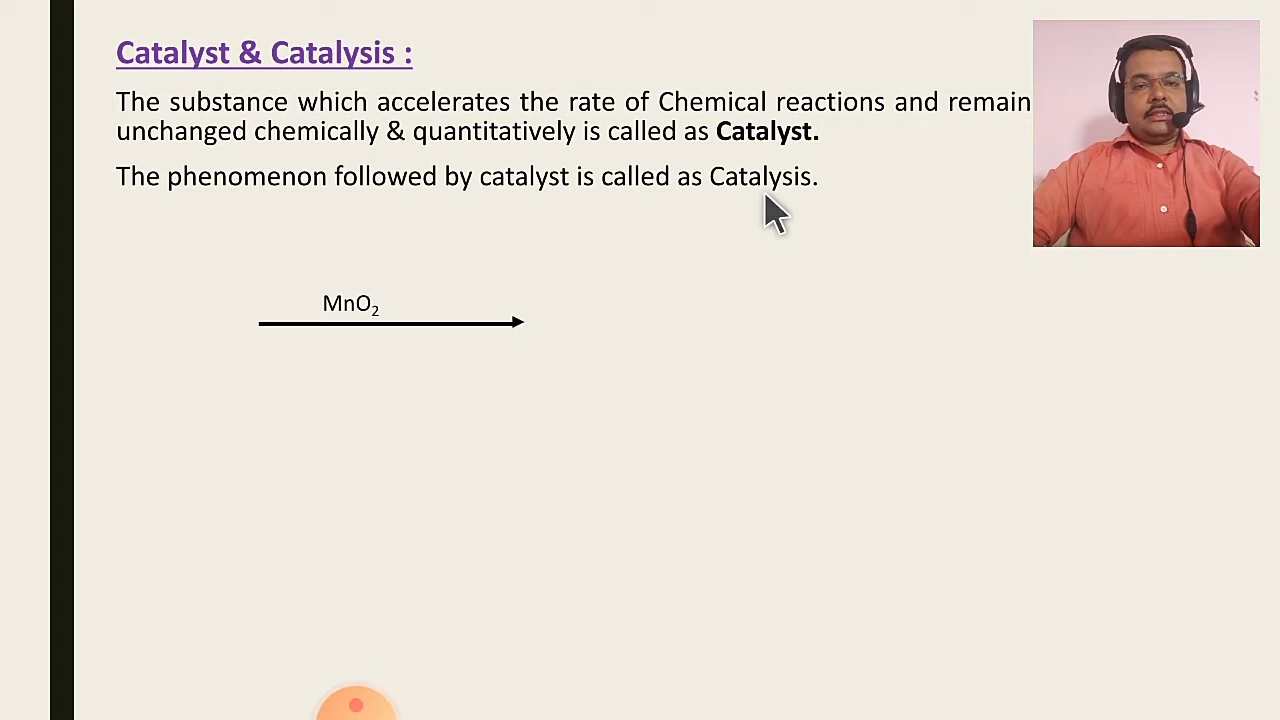 Catalyst & Catalysis :
The substance which accelerates the rate of Chemical reactions and remain
unchanged chemically & quantitatively is called as Catalyst.
The phenomenon followed by catalyst is called as Catalysis.
MnO₂